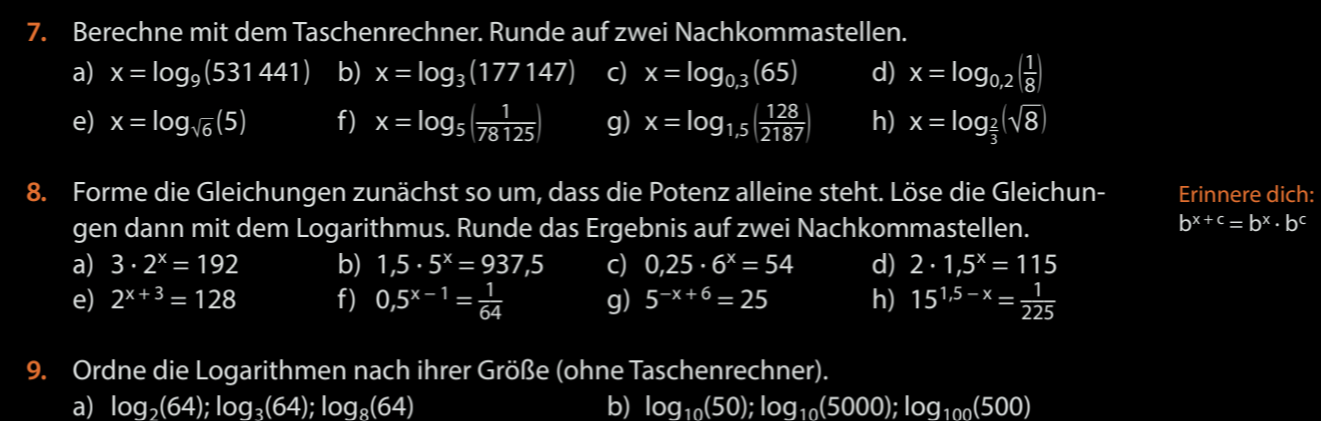 7. Berechne mit dem Taschenrechner. Runde auf zwei Nachkommastellen.
a) x = log₉(531 441) b) x = log₃(177 147) c) x = log₀,₃(65) d) x = log₀,₂(1/8)
e) x = log√₆(5) f) x = log₅(1/78 125) g) x = log₁,₅(128/2187) h) x = log_2/3(√8)
8. Forme die Gleichungen zunächst so um, dass die Potenz alleine steht. Löse die Gleichun- Erinnere dich:
gen dann mit dem Logarithmus. Runde das Ergebnis auf zwei Nachkommastellen. bˣ⁺ᶜ = bˣ · bᶜ
a) 3 · 2ˣ = 192 b) 1,5 · 5ˣ = 937,5 c) 0,25 · 6ˣ = 54 d) 2 · 1,5ˣ = 115
e) 2ˣ⁺³ = 128 f) 0,5ˣ⁻¹ = 1/64 g) 5⁻ˣ⁺⁶ = 25 h) 15^1,5 − x = 1/225
9. Ordne die Logarithmen nach ihrer Größe (ohne Taschenrechner).
a) log₂(64); log₃(64); log₈(64) b) log₁₀(50); log₁₀(5000); log₁₀₀(500)